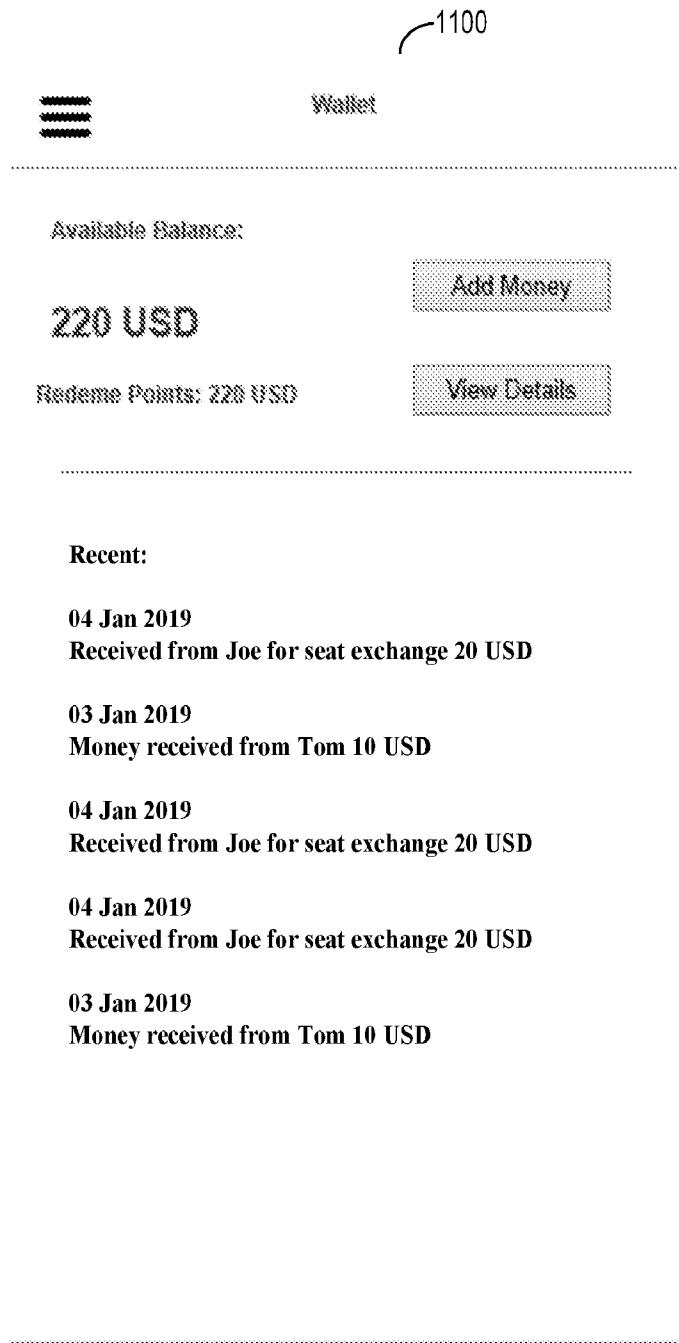 1100
Wallet
Available Balance:
Add Money
220 USD
Redeme Points: 220 USD
View Details
Recent:
04 Jan 2019
Received from Joe for seat exchange 20 USD
03 Jan 2019
Money received from Tom 10 USD
04 Jan 2019
Received from Joe for seat exchange 20 USD
04 Jan 2019
Received from Joe for seat exchange 20 USD
03 Jan 2019
Money received from Tom 10 USD